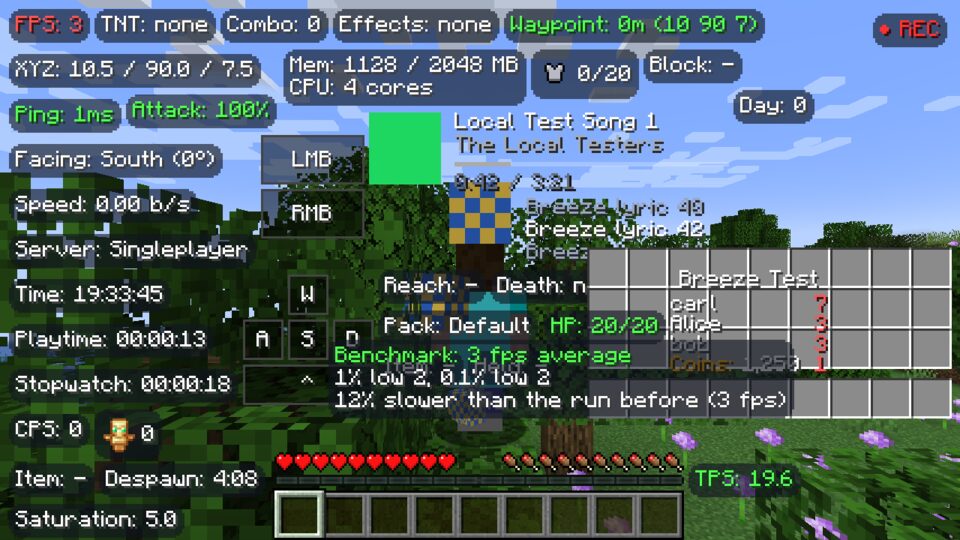 FPS: 3 TNT: none Combo: 0 Effects: none Waypoint: 0m (10 90 7) REC
XYZ: 10.5 / 90.0 / 7.5
Mem: 1128 / 2048 MB
CPU: 4 cores
0/20
Block: -
Day: 0
Ping: 1ms
Attack: 100%
Local Test Song 1
The Local Testers
0:42 / 3:21
Facing: South (0°)
LMB
RMB
Speed: 0.00 b/s
Breeze lyric 40
Breeze lyric 42
Breez
Server: Singleplayer
Time: 19:33:45
W
A S D
^
Reach: - Death: n
Pack: Default HP: 20/20
Breeze Test
carl 7
Alice 3
bob 3
Coins: 1,250 1
Playtime: 00:00:13
Benchmark: 3 fps average
1% low 2, 0.1% low 2
12% slower than the run before (3 fps)
Stopwatch: 00:00:18
CPS: 0
0
Item: - Despawn: 4:08
TPS: 19.6
Saturation: 5.0